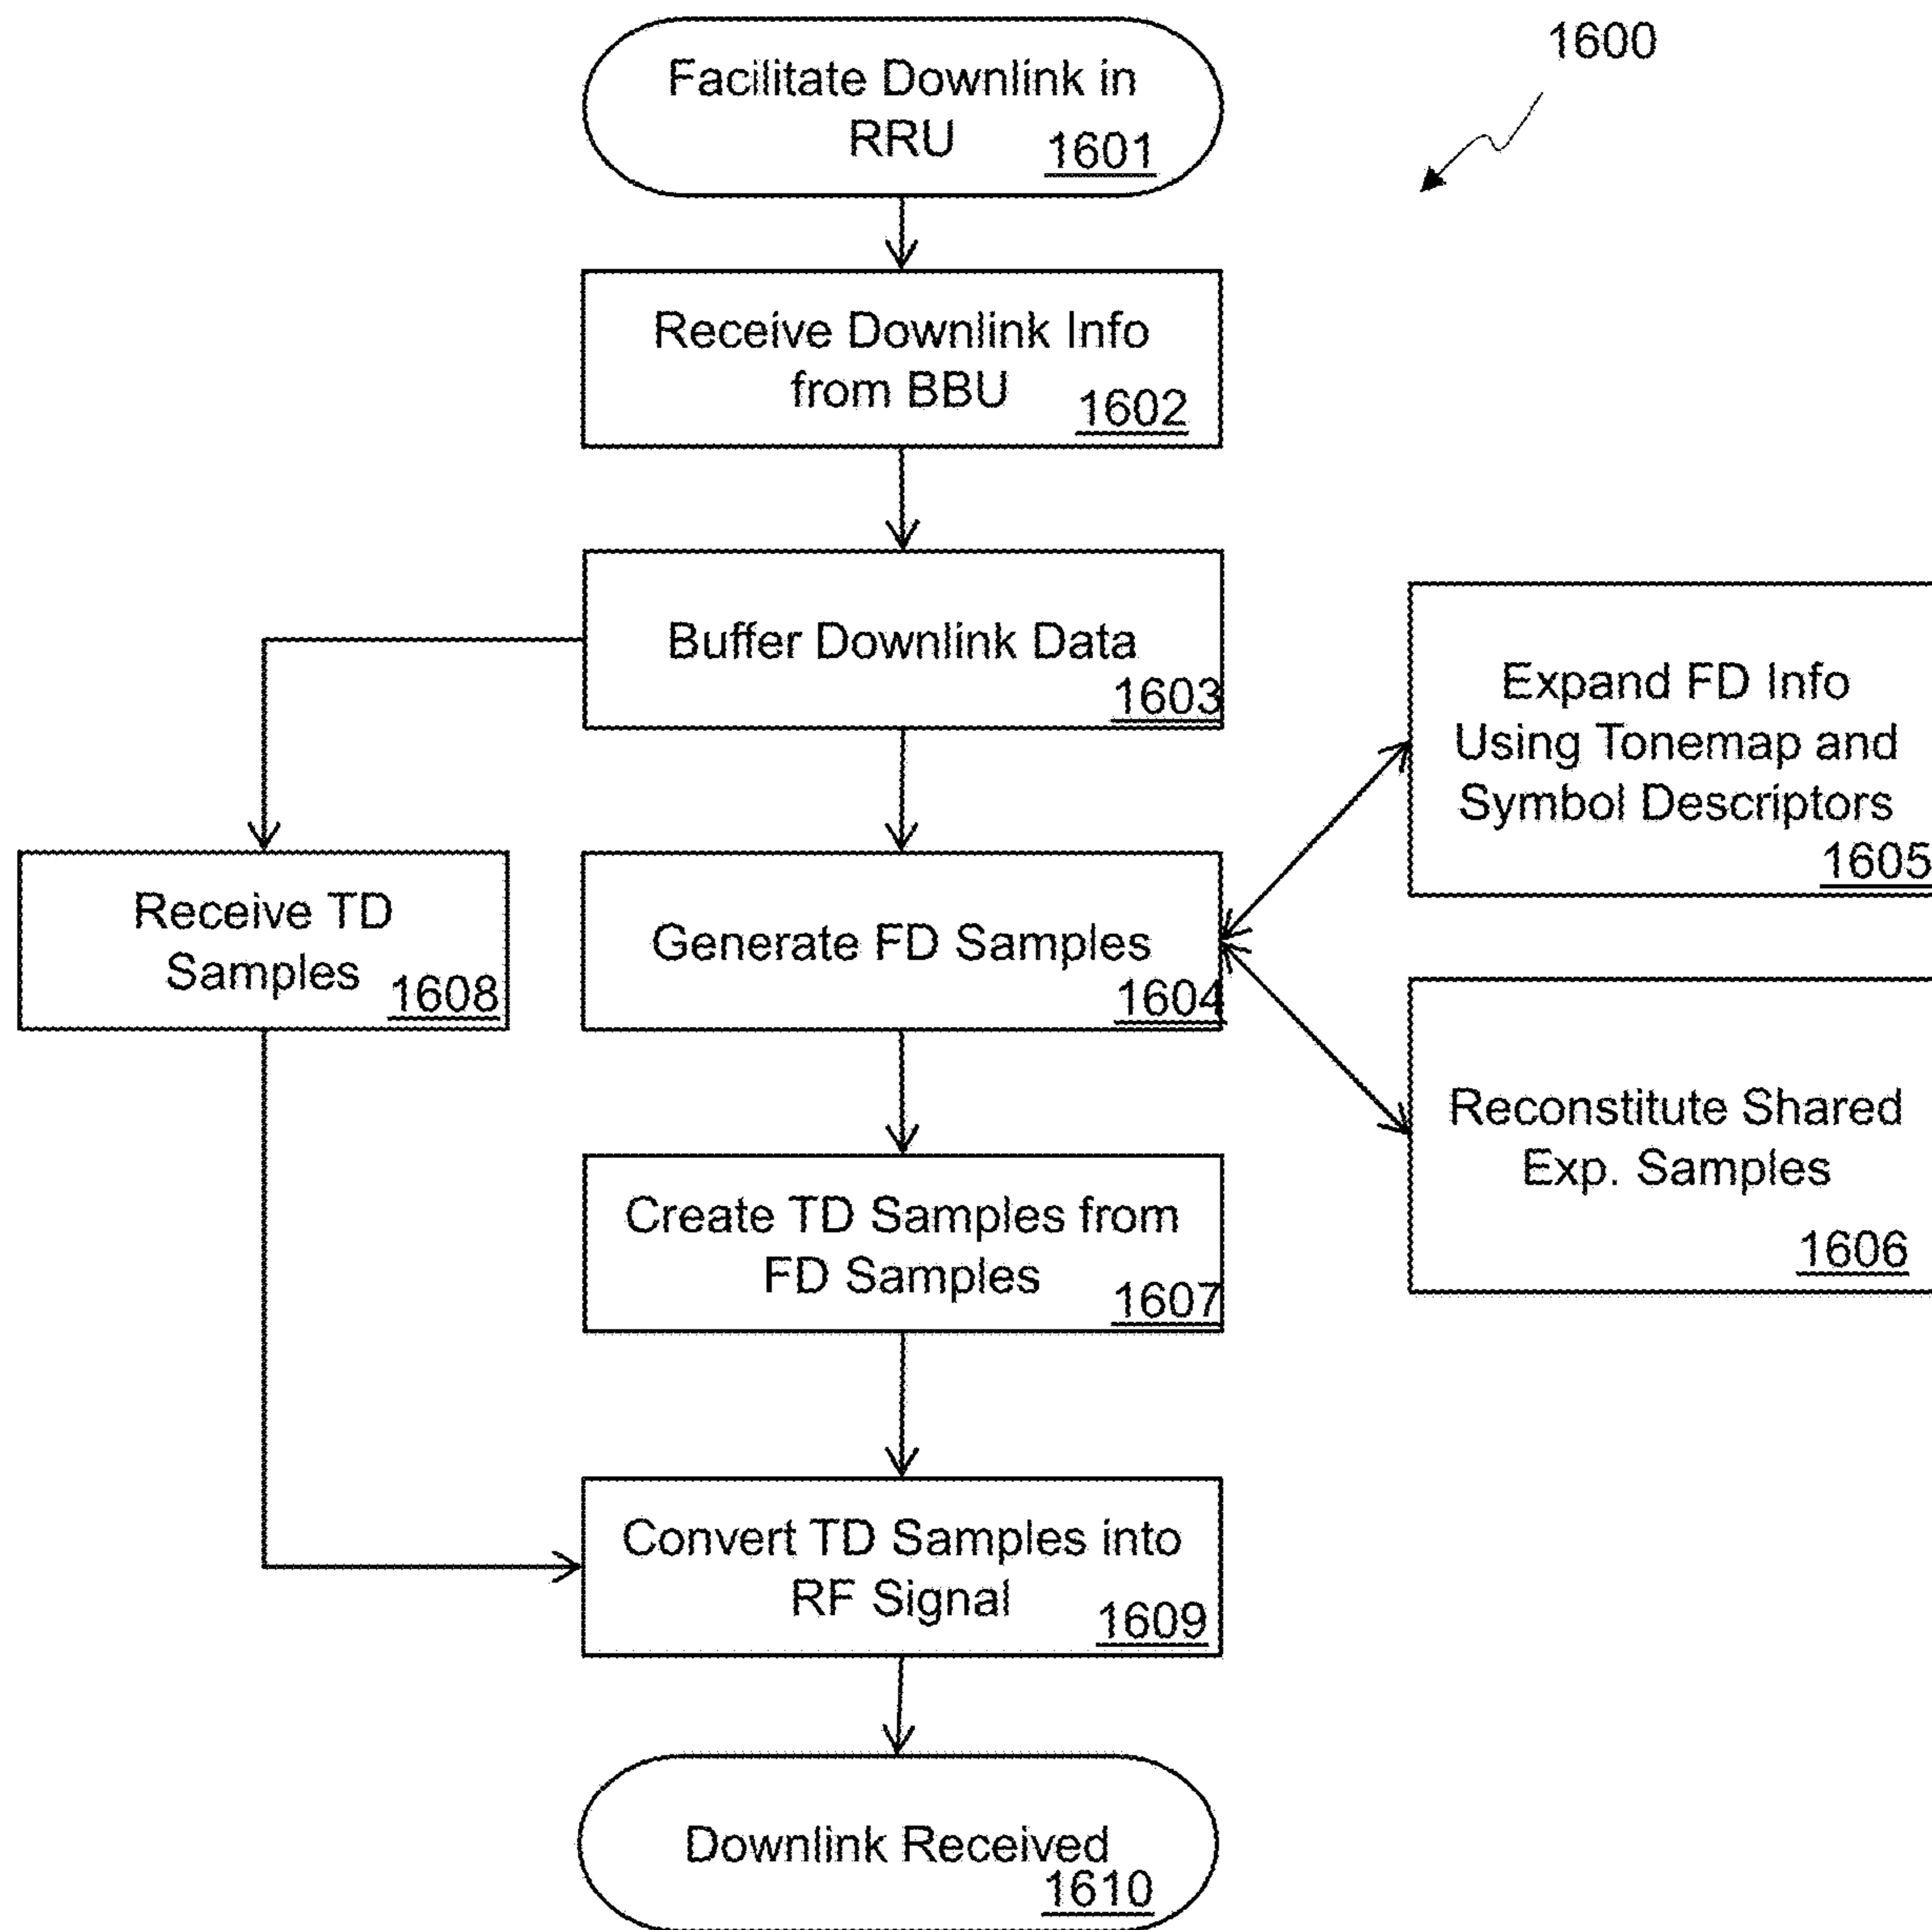 1600
Facilitate Downlink in
RRU
1601
Receive Downlink Info
from BBU
1602
Buffer Downlink Data
1603
Expand FD Info
Using Tonemap and
Symbol Descriptors
1605
Receive TD
Samples
1608
Generate FD Samples
1604
Reconstitute Shared
Exp. Samples
1606
Create TD Samples from
FD Samples
1607
Convert TD Samples into
RF Signal
1609
Downlink Received
1610